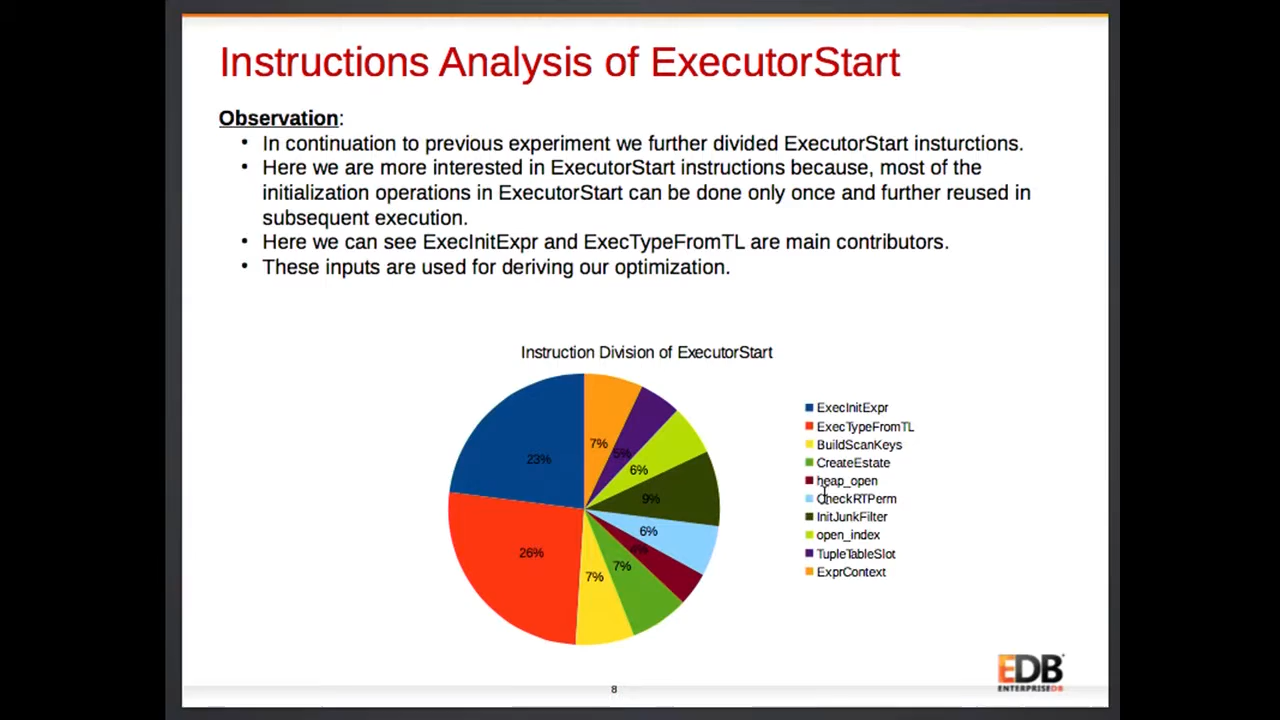 Instructions Analysis of ExecutorStart
Observation:
• In continuation to previous experiment we further divided ExecutorStart insturctions.
• Here we are more interested in ExecutorStart instructions because, most of the
initialization operations in ExecutorStart can be done only once and further reused in
subsequent execution.
• Here we can see ExecInitExpr and ExecTypeFromTL are main contributors.
• These inputs are used for deriving our optimization.
Instruction Division of ExecutorStart
7%
5%
6%
23%
9%
6%
4%
26%
7%
7%
ExecInitExpr
ExecTypeFromTL
BuildScanKeys
CreateEstate
heap_open
CheckRTPerm
InitJunkFilter
open_index
TupleTableSlot
ExprContext
EDB
ENTERPRISEDB
8